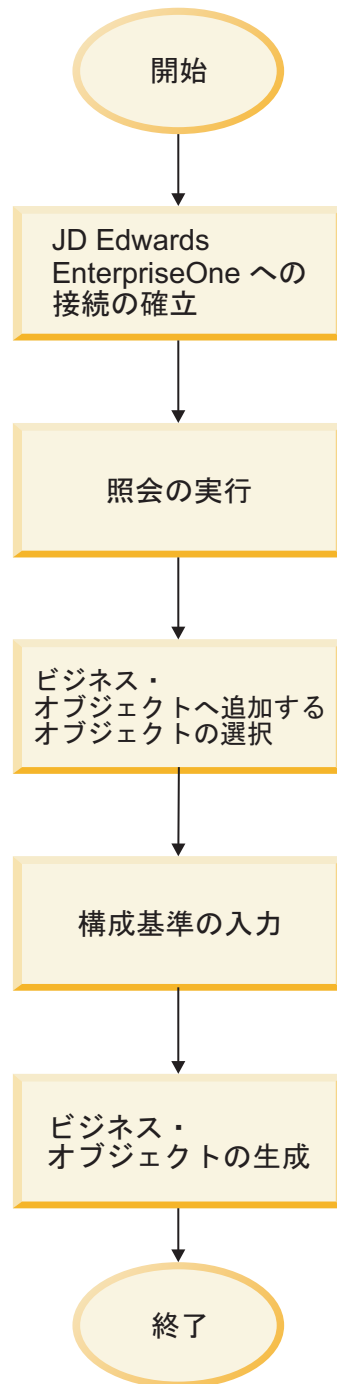 開始
JD Edwards
EnterpriseOne への
接続の確立
照会の実行
ビジネス・
オブジェクトへ追加する
オブジェクトの選択
構成基準の入力
ビジネス・
オブジェクトの生成
終了